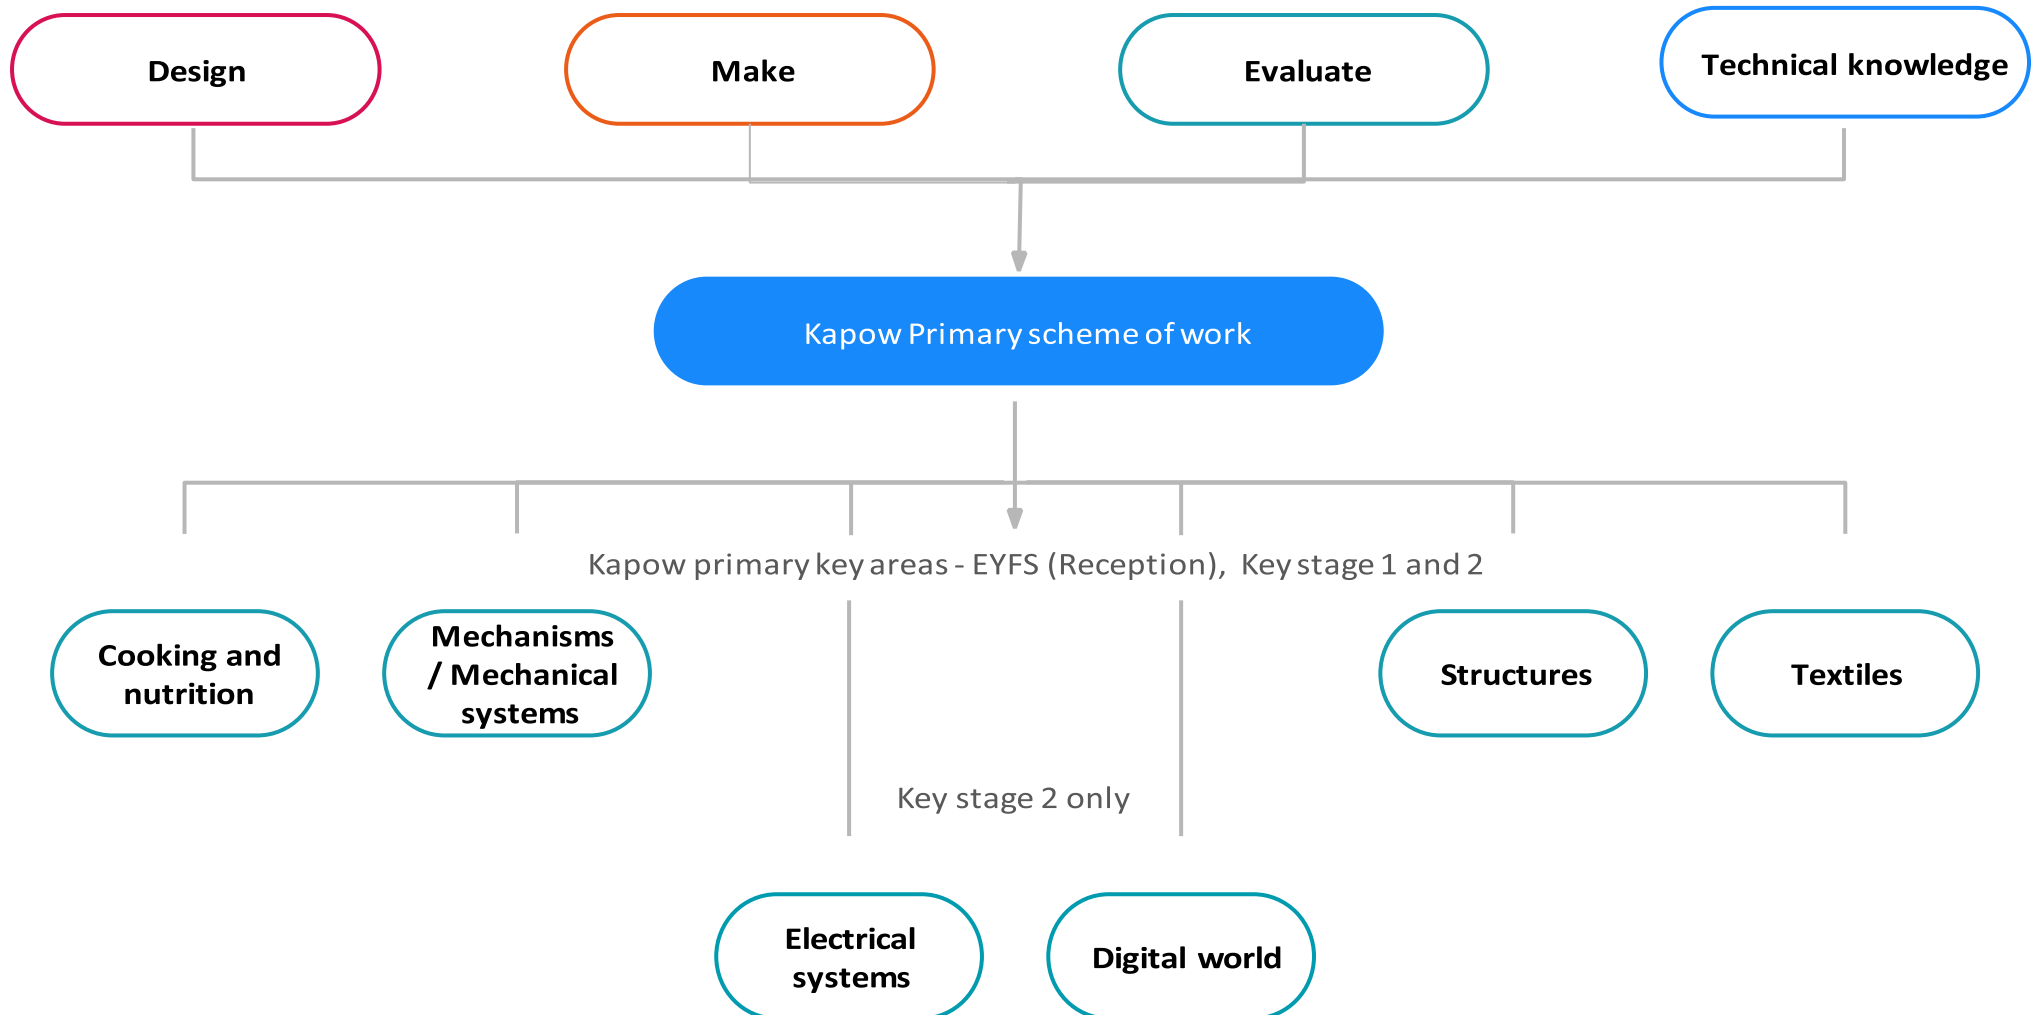 Design
Make
Evaluate
Technical knowledge
Kapow Primary scheme of work
Kapow primary key areas - EYFS (Reception), Key stage 1 and 2
Cooking and
nutrition
Mechanisms
/ Mechanical
systems
Structures
Textiles
Key stage 2 only
Electrical
systems
Digital world